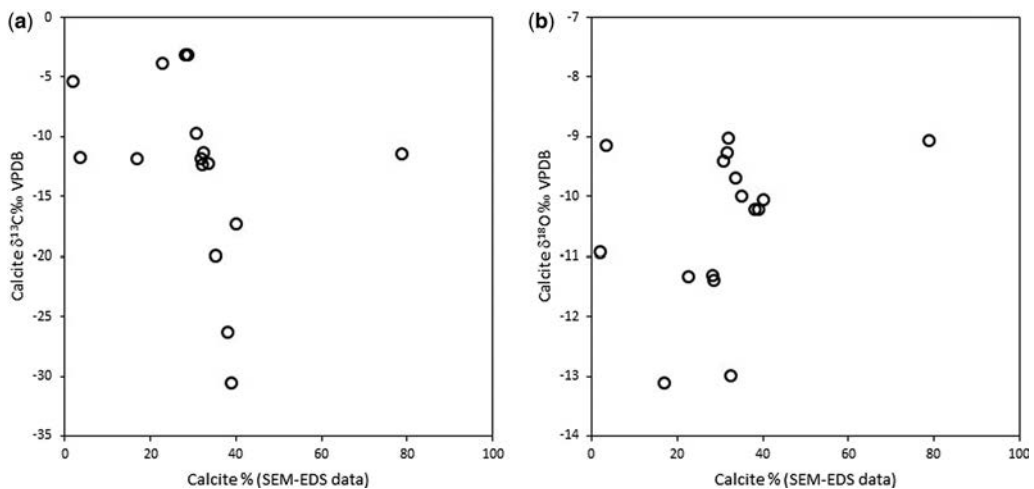 (a)
0
-5
-10
-15
-20
-25
-30
-35
Calcite δ¹³C‰ VPDB
0 20 40 60 80 100
Calcite % (SEM-EDS data)
(b)
-7
-8
-9
-10
-11
-12
-13
-14
Calcite δ¹⁸O ‰ VPDB
0 20 40 60 80 100
Calcite % (SEM-EDS data)